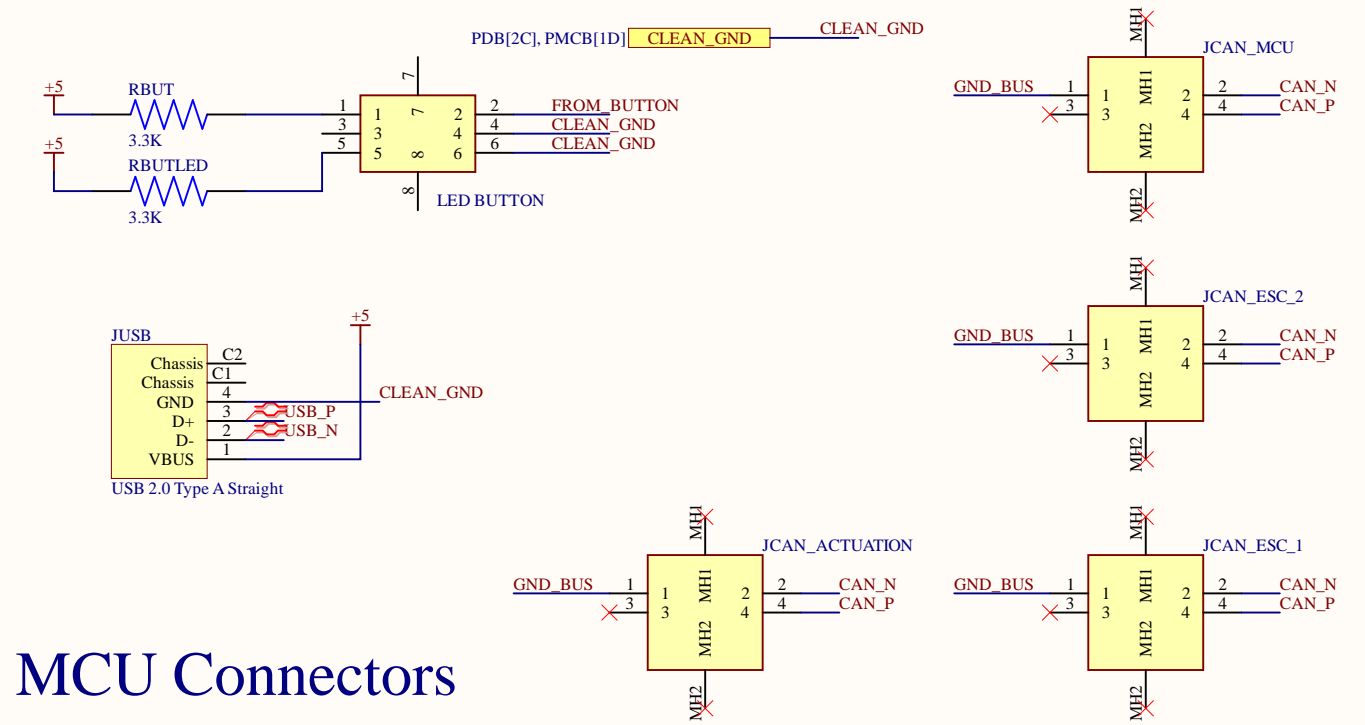 PDB[2C], PMCB[1D] CLEAN_GND CLEAN_GND
+5
RBUT
3.3K
+5
RBUTLED
3.3K
7
7
1 1 2 2 FROM_BUTTON
3 3 4 4 CLEAN_GND
5 5 6 6 CLEAN_GND
8
8
LED BUTTON
MH1
JCAN_MCU
MH1
GND_BUS 1 1 2 2 CAN_N
3 3 4 4 CAN_P
MH2
MH2
JUSB
+5
Chassis C2
Chassis C1
GND 4 CLEAN_GND
D+ 3 USB_P
D- 2 USB_N
VBUS 1
USB 2.0 Type A Straight
MH1
JCAN_ESC_2
MH1
GND_BUS 1 1 2 2 CAN_N
3 3 4 4 CAN_P
MH2
MH2
MH1
JCAN_ACTUATION
MH1
GND_BUS 1 1 2 2 CAN_N
3 3 4 4 CAN_P
MH2
MH2
MH1
JCAN_ESC_1
MH1
GND_BUS 1 1 2 2 CAN_N
3 3 4 4 CAN_P
MH2
MH2
MCU Connectors